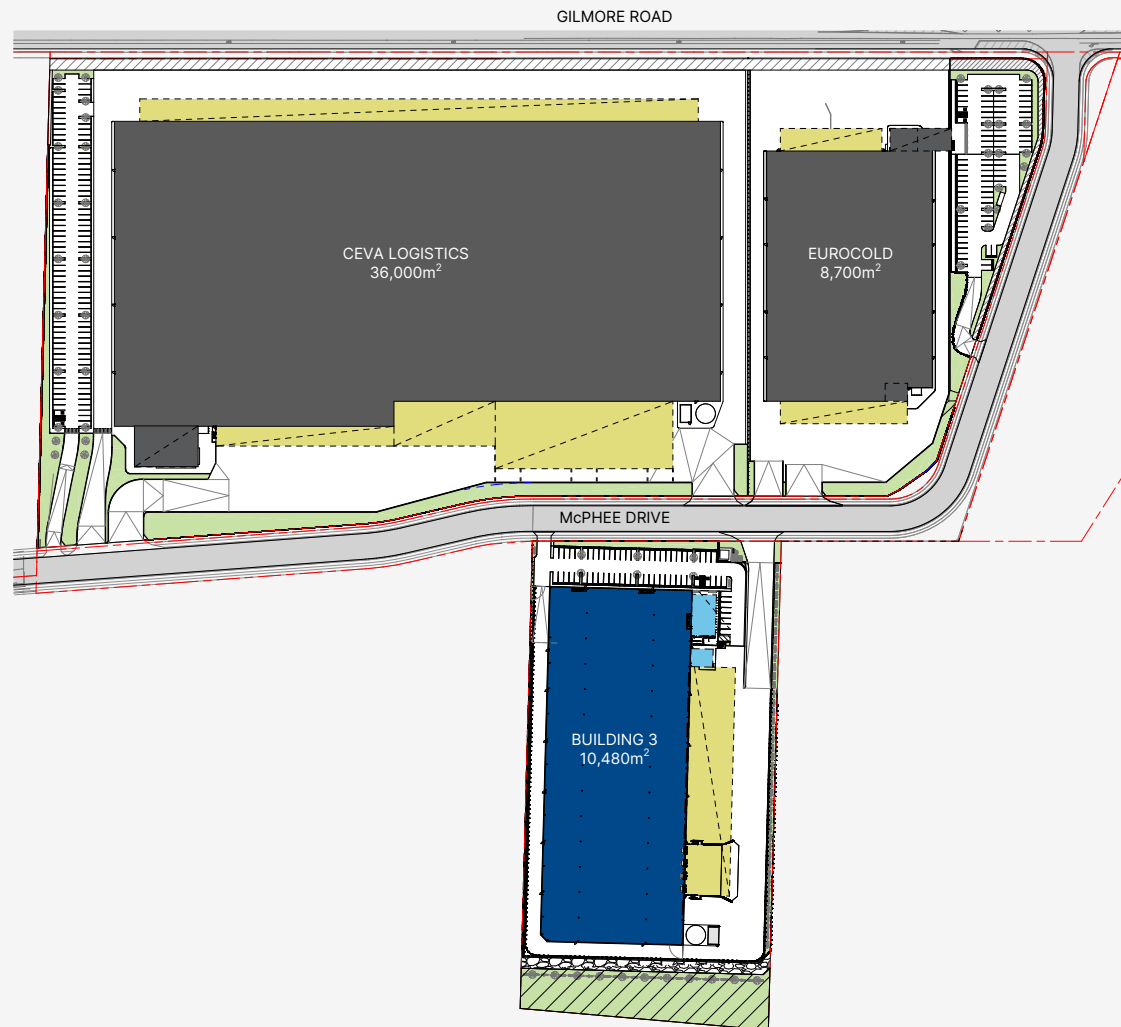 GILMORE ROAD
CEVA LOGISTICS
36,000m²
EUROCOLD
8,700m²
McPHEE DRIVE
BUILDING 3
10,480m²